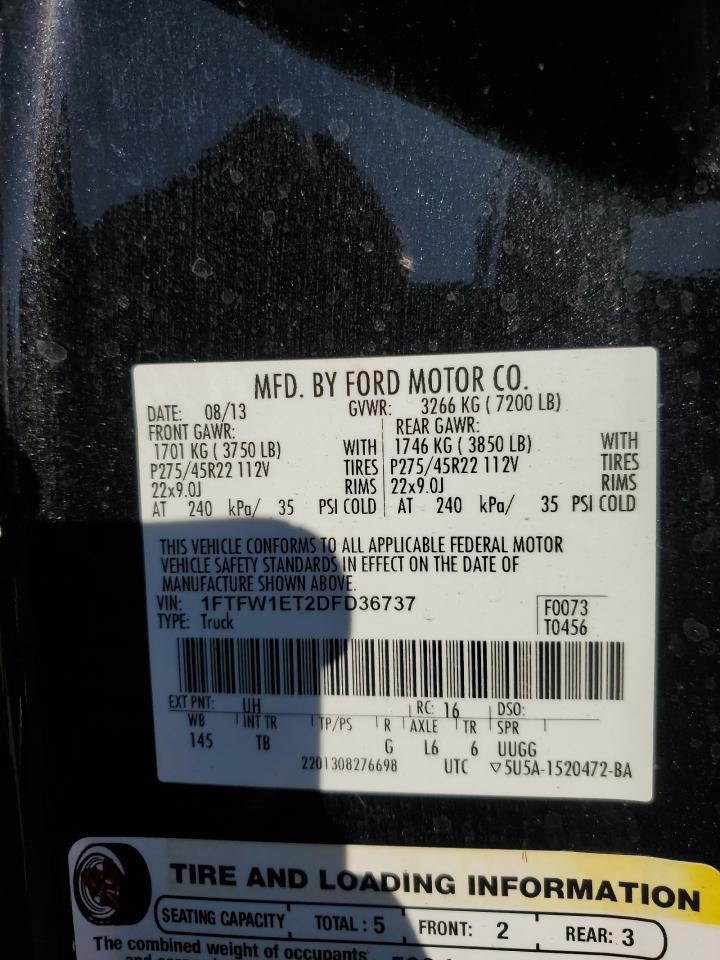 MFD. BY FORD MOTOR CO.
DATE: 08/13 GVWR: 3266 KG ( 7200 LB)
FRONT GAWR: REAR GAWR:
1701 KG ( 3750 LB) WITH 1746 KG ( 3850 LB) WITH
P275/45R22 112V TIRES P275/45R22 112V TIRES
22x9.0J RIMS 22x9.0J RIMS
AT 240 kPa/ 35 PSI COLD AT 240 kPa/ 35 PSI COLD
THIS VEHICLE CONFORMS TO ALL APPLICABLE FEDERAL MOTOR
VEHICLE SAFETY STANDARDS IN EFFECT ON THE DATE OF
MANUFACTURE SHOWN ABOVE.
VIN: 1FTFW1ET2DFD36737 F0073
TYPE: Truck T0456
EXT PNT: UH RC: 16 DSO:
WB INT TR TP/PS R AXLE TR SPR
145 TB G L6 6 UUGG
2201308276698 UTC ▽5U5A-1520472-BA
TIRE AND LOADING INFORMATION
SEATING CAPACITY TOTAL : 5 FRONT: 2 REAR: 3
The combined weight of occupants